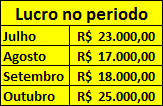 Lucro no periodo
Julho R$ 23.000,00
Agosto R$ 17.000,00
Setembro R$ 18.000,00
Outubro R$ 25.000,00